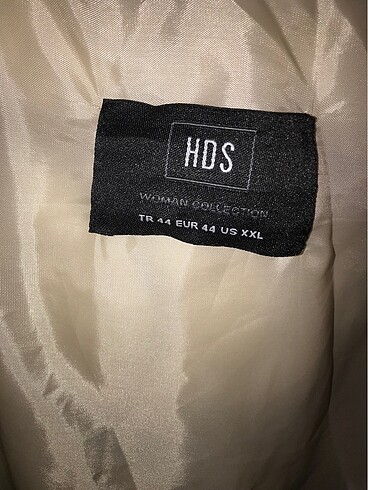 HDS
WOMAN COLLECTION
TR 44 EUR 44 US XXL